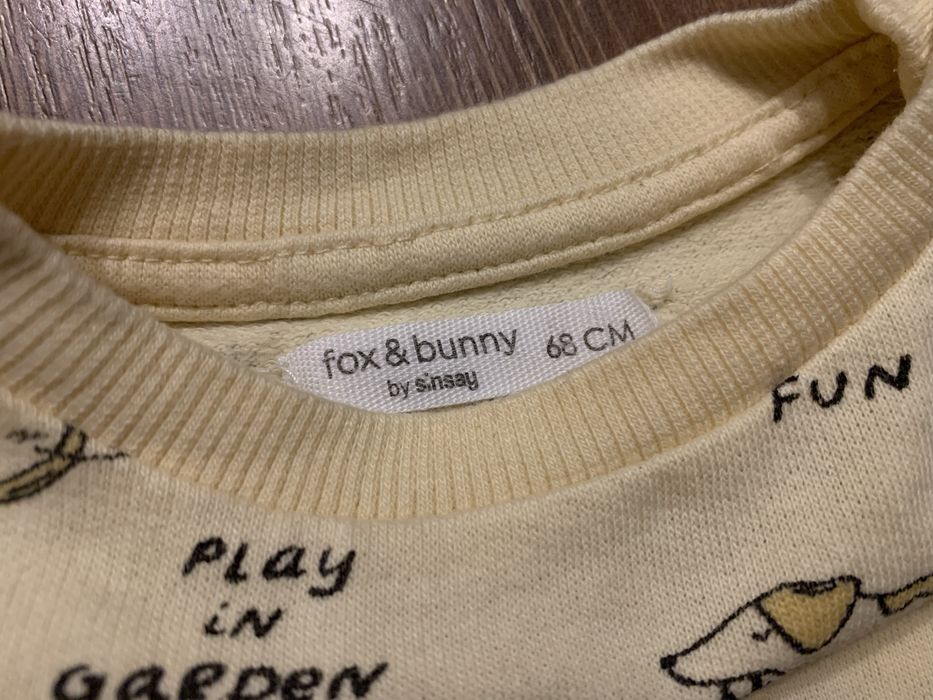 fox & bunny 68 CM
by sinsay
FUN
PLay
iN
GaRDEN